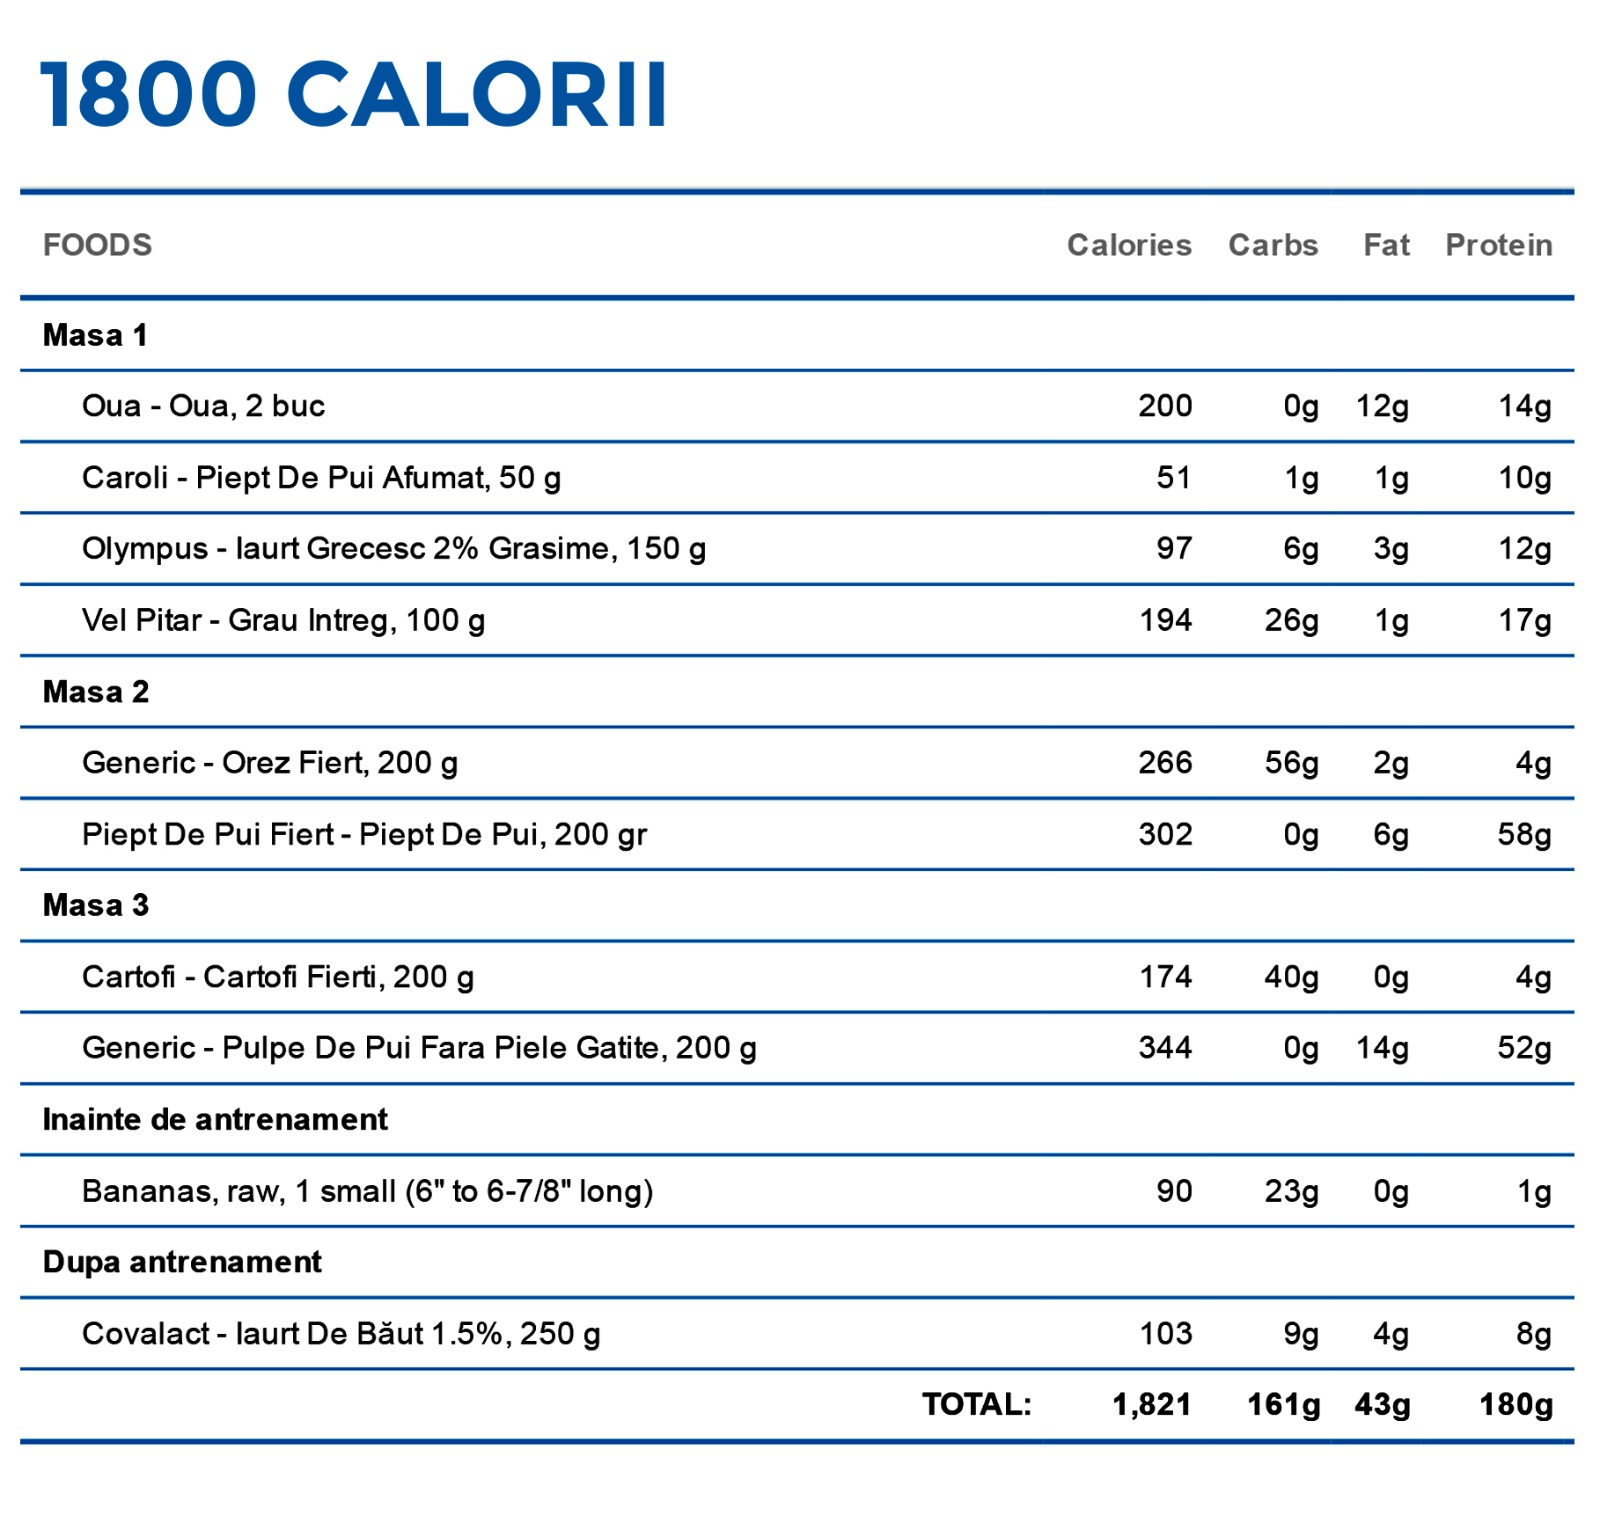 1800 CALORII
FOODS Calories Carbs Fat Protein
Masa 1
Oua - Oua, 2 buc 200 0g 12g 14g
Caroli - Piept De Pui Afumat, 50 g 51 1g 1g 10g
Olympus - Iaurt Grecesc 2% Grasime, 150 g 97 6g 3g 12g
Vel Pitar - Grau Intreg, 100 g 194 26g 1g 17g
Masa 2
Generic - Orez Fiert, 200 g 266 56g 2g 4g
Piept De Pui Fiert - Piept De Pui, 200 gr 302 0g 6g 58g
Masa 3
Cartofi - Cartofi Fierti, 200 g 174 40g 0g 4g
Generic - Pulpe De Pui Fara Piele Gatite, 200 g 344 0g 14g 52g
Inainte de antrenament
Bananas, raw, 1 small (6" to 6-7/8" long) 90 23g 0g 1g
Dupa antrenament
Covalact - Iaurt De Băut 1.5%, 250 g 103 9g 4g 8g
TOTAL: 1,821 161g 43g 180g